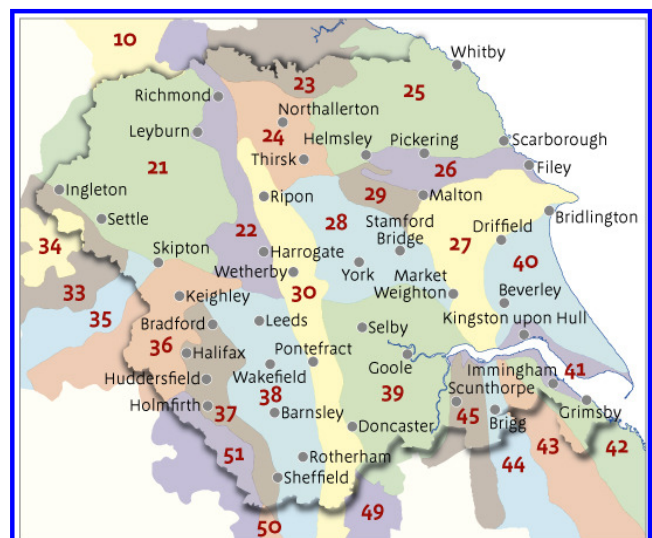 10
Whitby
23
25
Richmond
Northallerton
Leyburn
24
Helmsley
Pickering
Scarborough
Thirsk
21
26
Filey
Ingleton
29
Malton
Ripon
28
Settle
Stamford
Bridge
27
Bridlington
Driffield
22
34
Skipton
Harrogate
40
Wetherby
York
Market
Weighton
33
30
Keighley
Beverley
35
Bradford
Leeds
Selby
Kingston upon Hull
36
Halifax
Pontefract
Goole
Wakefield
Immingham
41
Huddersfield
38
39
Scunthorpe
Holmfirth
37
Barnsley
45
Brigg
Grimsby
Doncaster
42
51
Rotherham
44
43
Sheffield
49
50